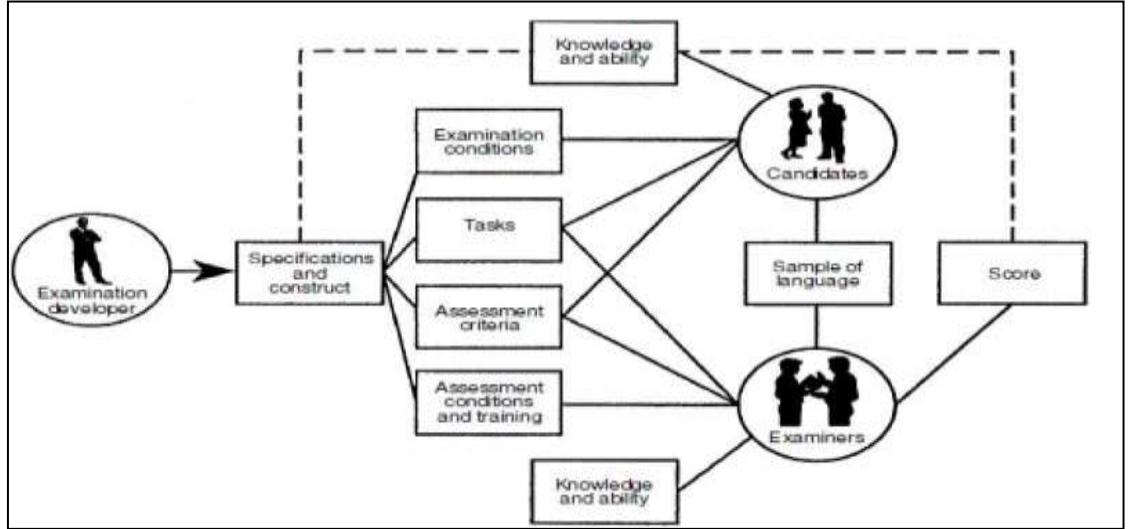 Knowledge
and ability
Examination
conditions
Candidates
Tasks
Specifications
and
construct
Sample of
language
Score
Examination
developer
Assessment
criteria
Assessment
conditions
and training
Examiners
Knowledge
and ability